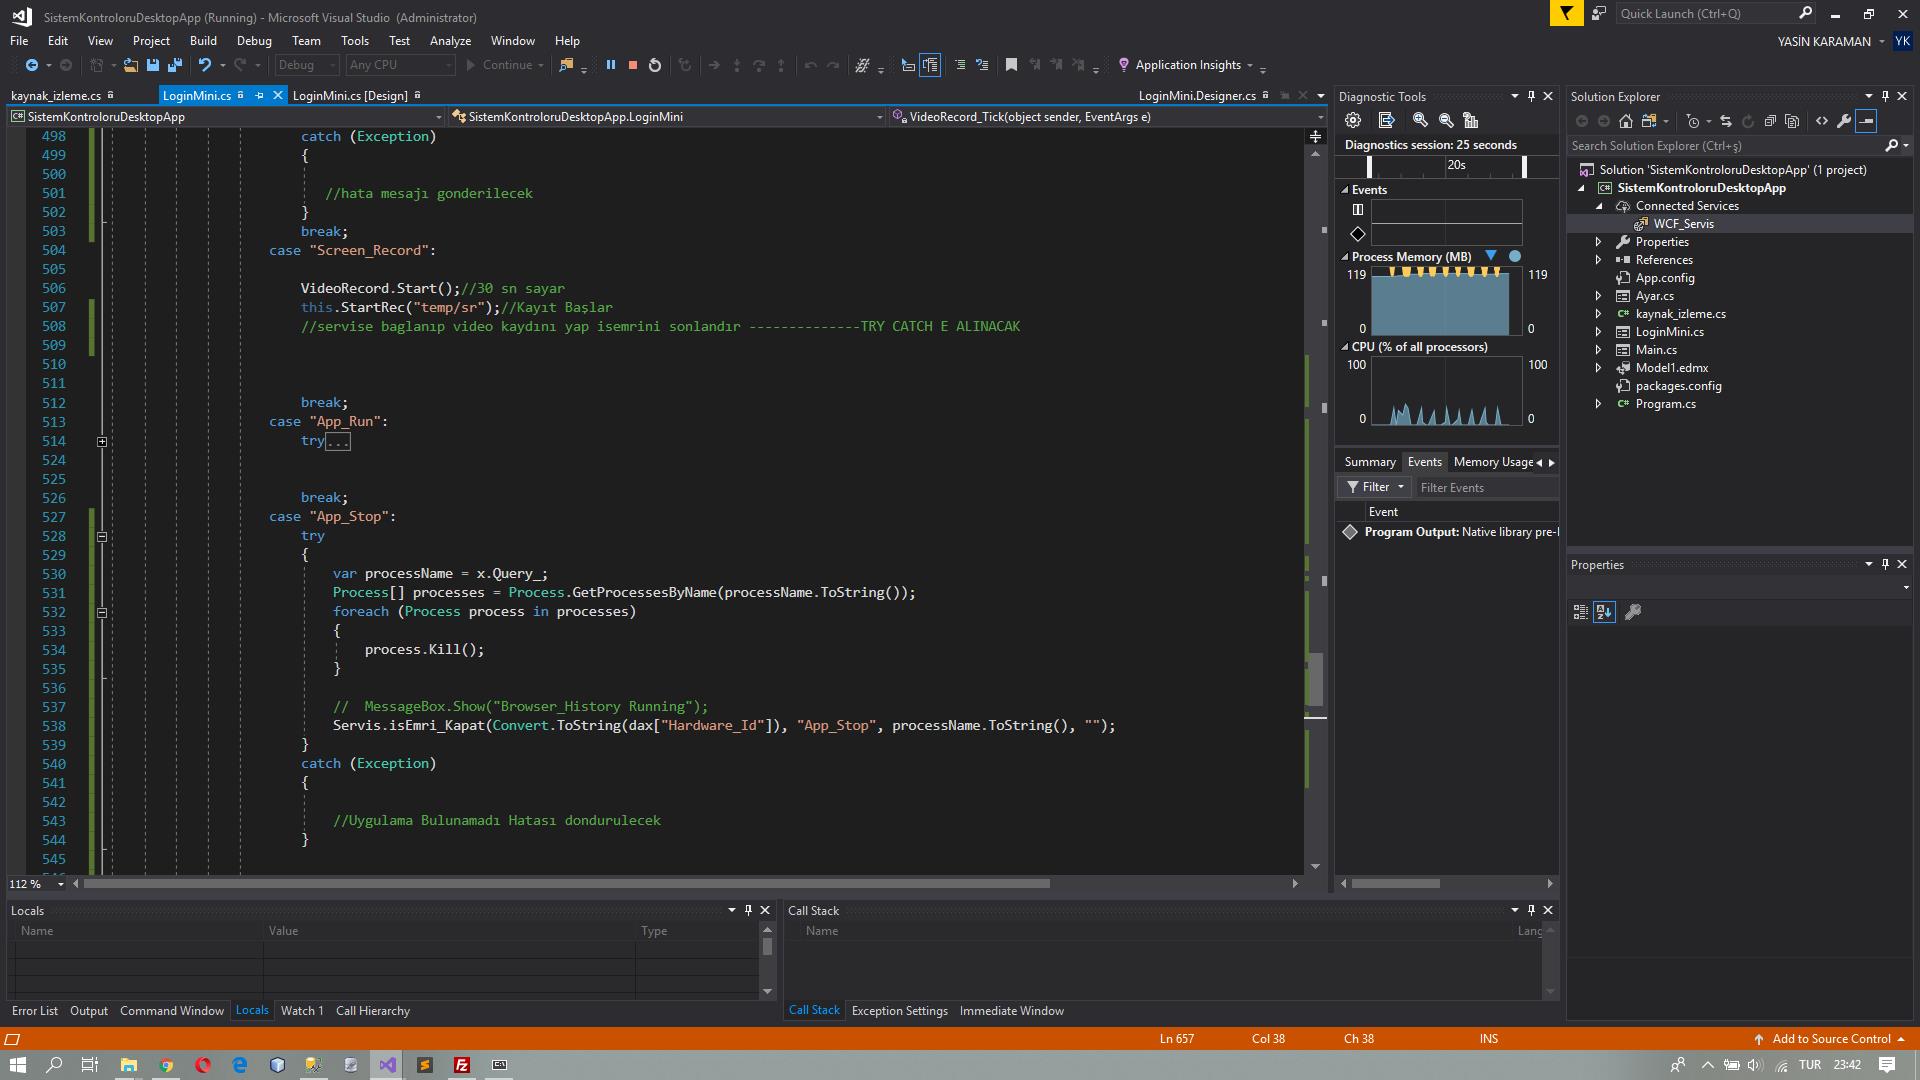 SistemKontroloruDesktopApp (Running) - Microsoft Visual Studio (Administrator)
Quick Launch (Ctrl+Q)
File Edit View Project Build Debug Team Tools Test Analyze Window Help
YASİN KARAMAN YK
Debug Any CPU Continue Application Insights
kaynak_izleme.cs LoginMini.cs LoginMini.cs [Design] LoginMini.Designer.cs
SistemKontroloruDesktopApp SistemKontroloruDesktopApp.LoginMini VideoRecord_Tick(object sender, EventArgs e)
498 catch (Exception)
499 {
500
501 //hata mesajı gonderilecek
502 }
503 break;
504 case "Screen_Record":
505
506 VideoRecord.Start();//30 sn sayar
507 this.StartRec("temp/sr");//Kayıt Başlar
508 //servise baglanıp video kaydını yap isemrini sonlandır --------------TRY CATCH E ALINACAK
509
510
511
512 break;
513 case "App_Run":
514 try...
524
525
526 break;
527 case "App_Stop":
528 try
529 {
530 var processName = x.Query_;
531 Process[] processes = Process.GetProcessesByName(processName.ToString());
532 foreach (Process process in processes)
533 {
534 process.Kill();
535 }
536
537 // MessageBox.Show("Browser_History Running");
538 Servis.isEmri_Kapat(Convert.ToString(dax["Hardware_Id"]), "App_Stop", processName.ToString(), "");
539 }
540 catch (Exception)
541 {
542
543 //Uygulama Bulunamadı Hatası dondurulecek
544 }
545
112 %
Diagnostic Tools
Diagnostics session: 25 seconds
20s
Events
Process Memory (MB)
119 119
0 0
CPU (% of all processors)
100 100
0 0
Summary Events Memory Usage
Filter Filter Events
Event
Program Output: Native library pre-l
Solution Explorer
Search Solution Explorer (Ctrl+ş)
Solution 'SistemKontroloruDesktopApp' (1 project)
SistemKontroloruDesktopApp
Connected Services
WCF_Servis
Properties
References
App.config
Ayar.cs
kaynak_izleme.cs
LoginMini.cs
Main.cs
Model1.edmx
packages.config
Program.cs
Properties
Locals
Name Value Type
Call Stack
Name Lang
Error List Output Command Window Locals Watch 1 Call Hierarchy
Call Stack Exception Settings Immediate Window
Ln 657 Col 38 Ch 38 INS Add to Source Control
TUR 23:42